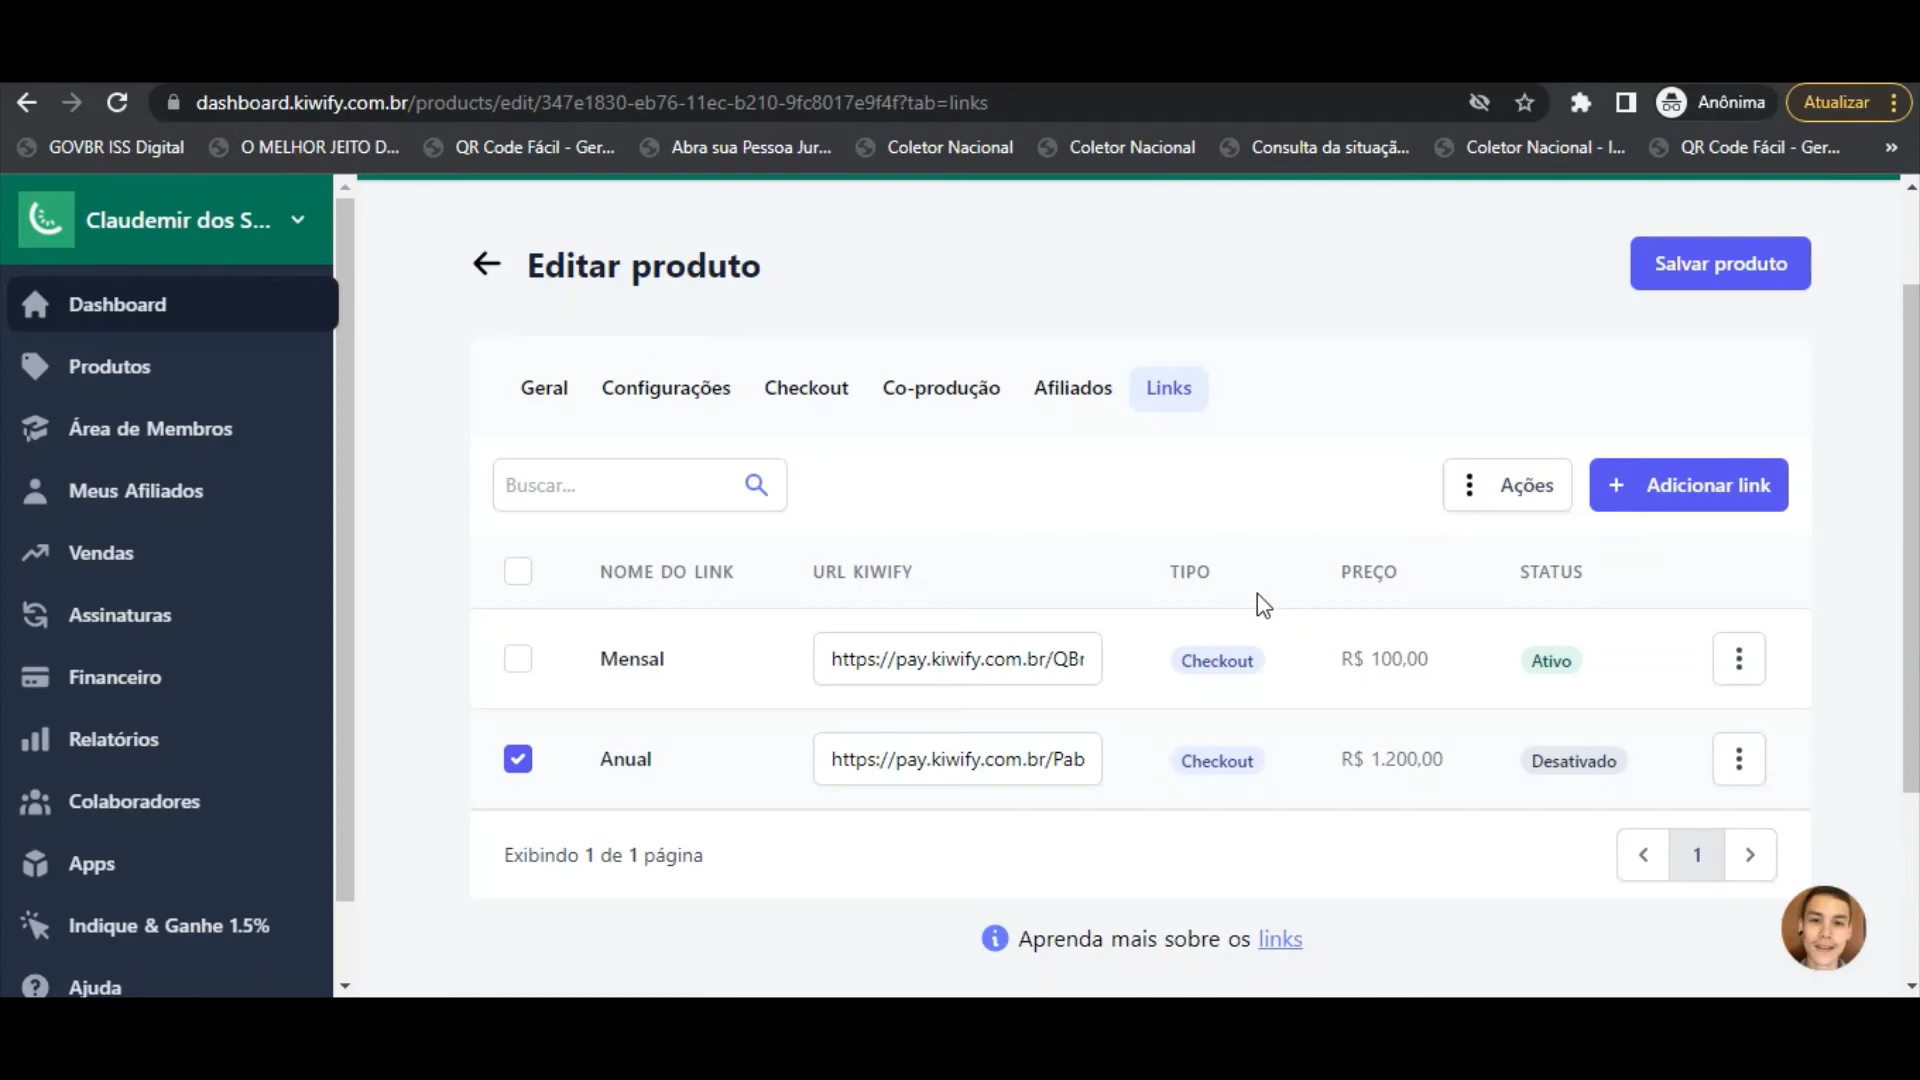 dashboard.kiwify.com.br/products/edit/347e1830-eb76-11ec-b210-9fc8017e9f4f?tab=links
Anônima
Atualizar
GOVBR ISS Digital
O MELHOR JEITO D...
QR Code Fácil - Ger...
Abra sua Pessoa Jur...
Coletor Nacional
Coletor Nacional
Consulta da situaçã...
Coletor Nacional - I...
QR Code Fácil - Ger...
»
Claudemir dos S...
Dashboard
Produtos
Área de Membros
Meus Afiliados
Vendas
Assinaturas
Financeiro
Relatórios
Colaboradores
Apps
Indique & Ganhe 1.5%
Ajuda
Editar produto
Salvar produto
Geral Configurações Checkout Co-produção Afiliados Links
Buscar...
Ações
+ Adicionar link
NOME DO LINK URL KIWIFY TIPO PREÇO STATUS
Mensal https://pay.kiwify.com.br/QBr Checkout R$ 100,00 Ativo
Anual https://pay.kiwify.com.br/Pab Checkout R$ 1.200,00 Desativado
Exibindo 1 de 1 página
1
Aprenda mais sobre os links